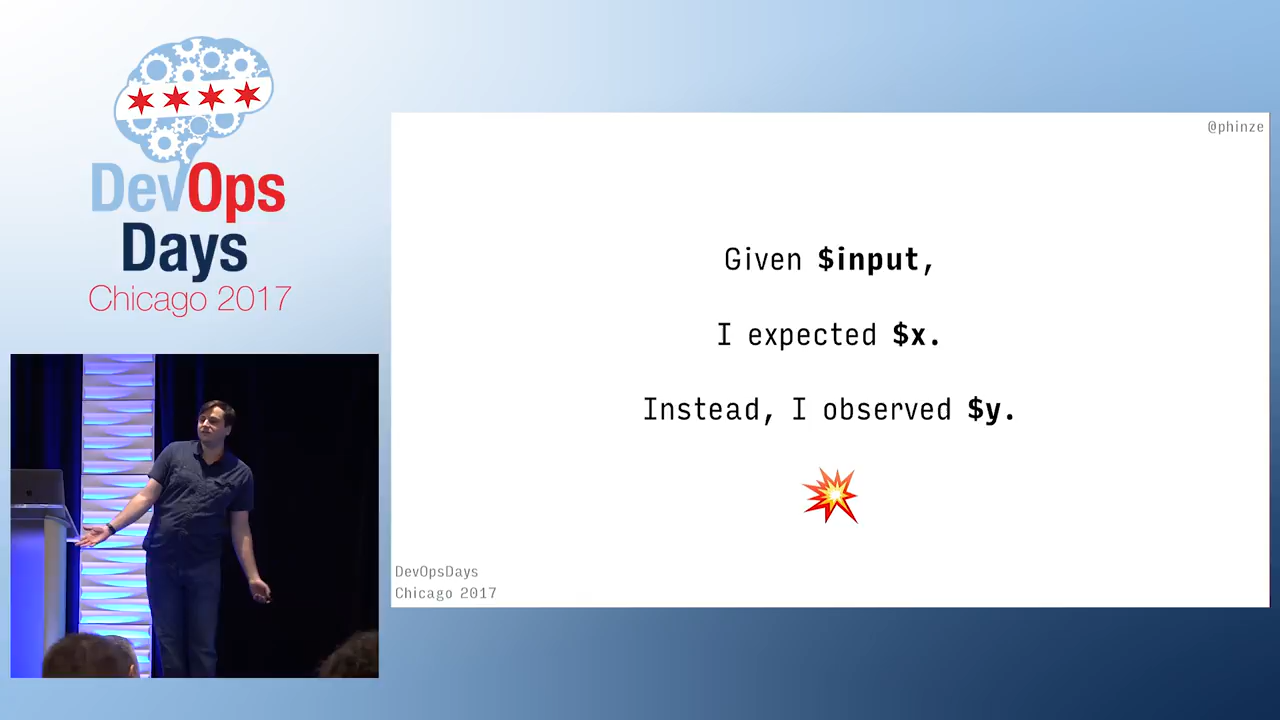 DevOps
Days
Chicago 2017
@phinze
Given $input,
I expected $x.
Instead, I observed $y.
DevOpsDays
Chicago 2017